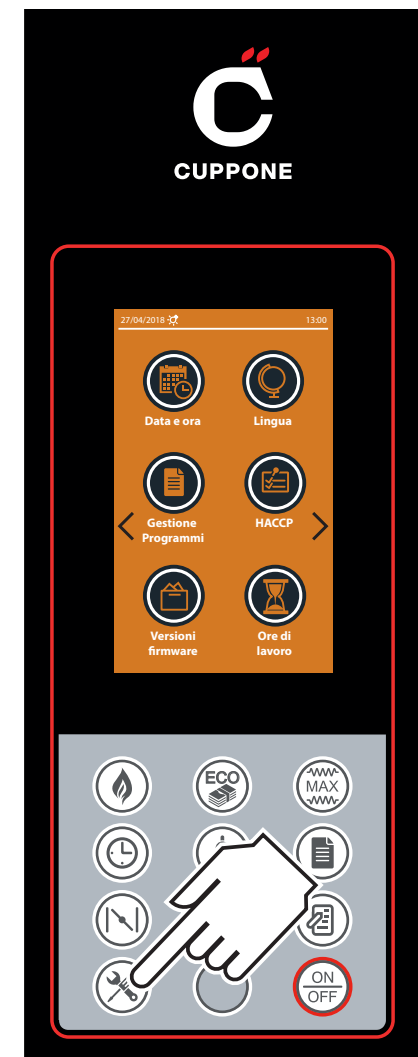 CUPPONE
27/04/2018
13:00
Data e ora
Lingua
Gestione
Programmi
HACCP
Versioni
firmware
Ore di
lavoro
ECO
MAX
ON
OFF